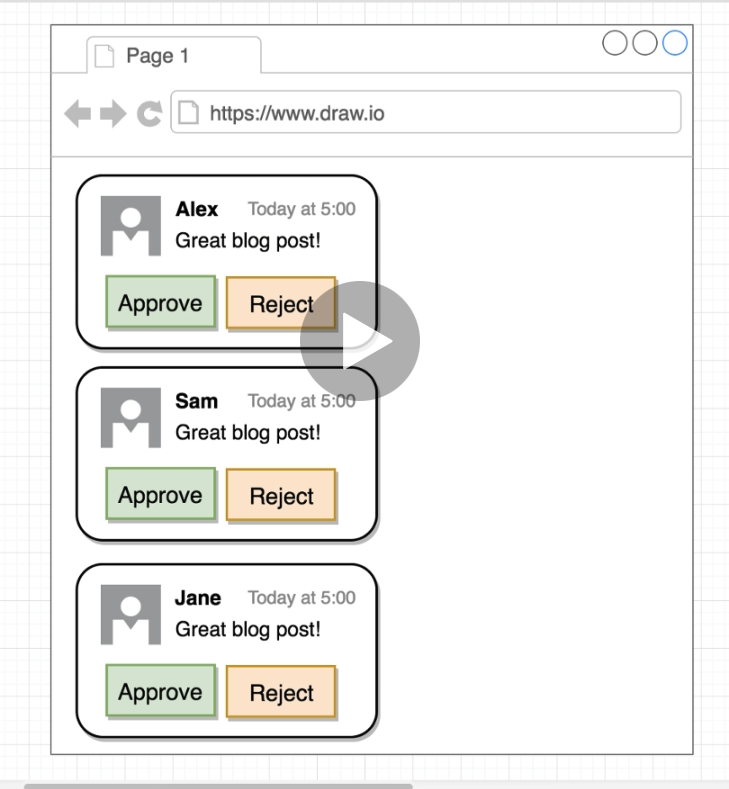 Page 1
https://www.draw.io
Alex Today at 5:00
Great blog post!
Approve Reject
Sam Today at 5:00
Great blog post!
Approve Reject
Jane Today at 5:00
Great blog post!
Approve Reject